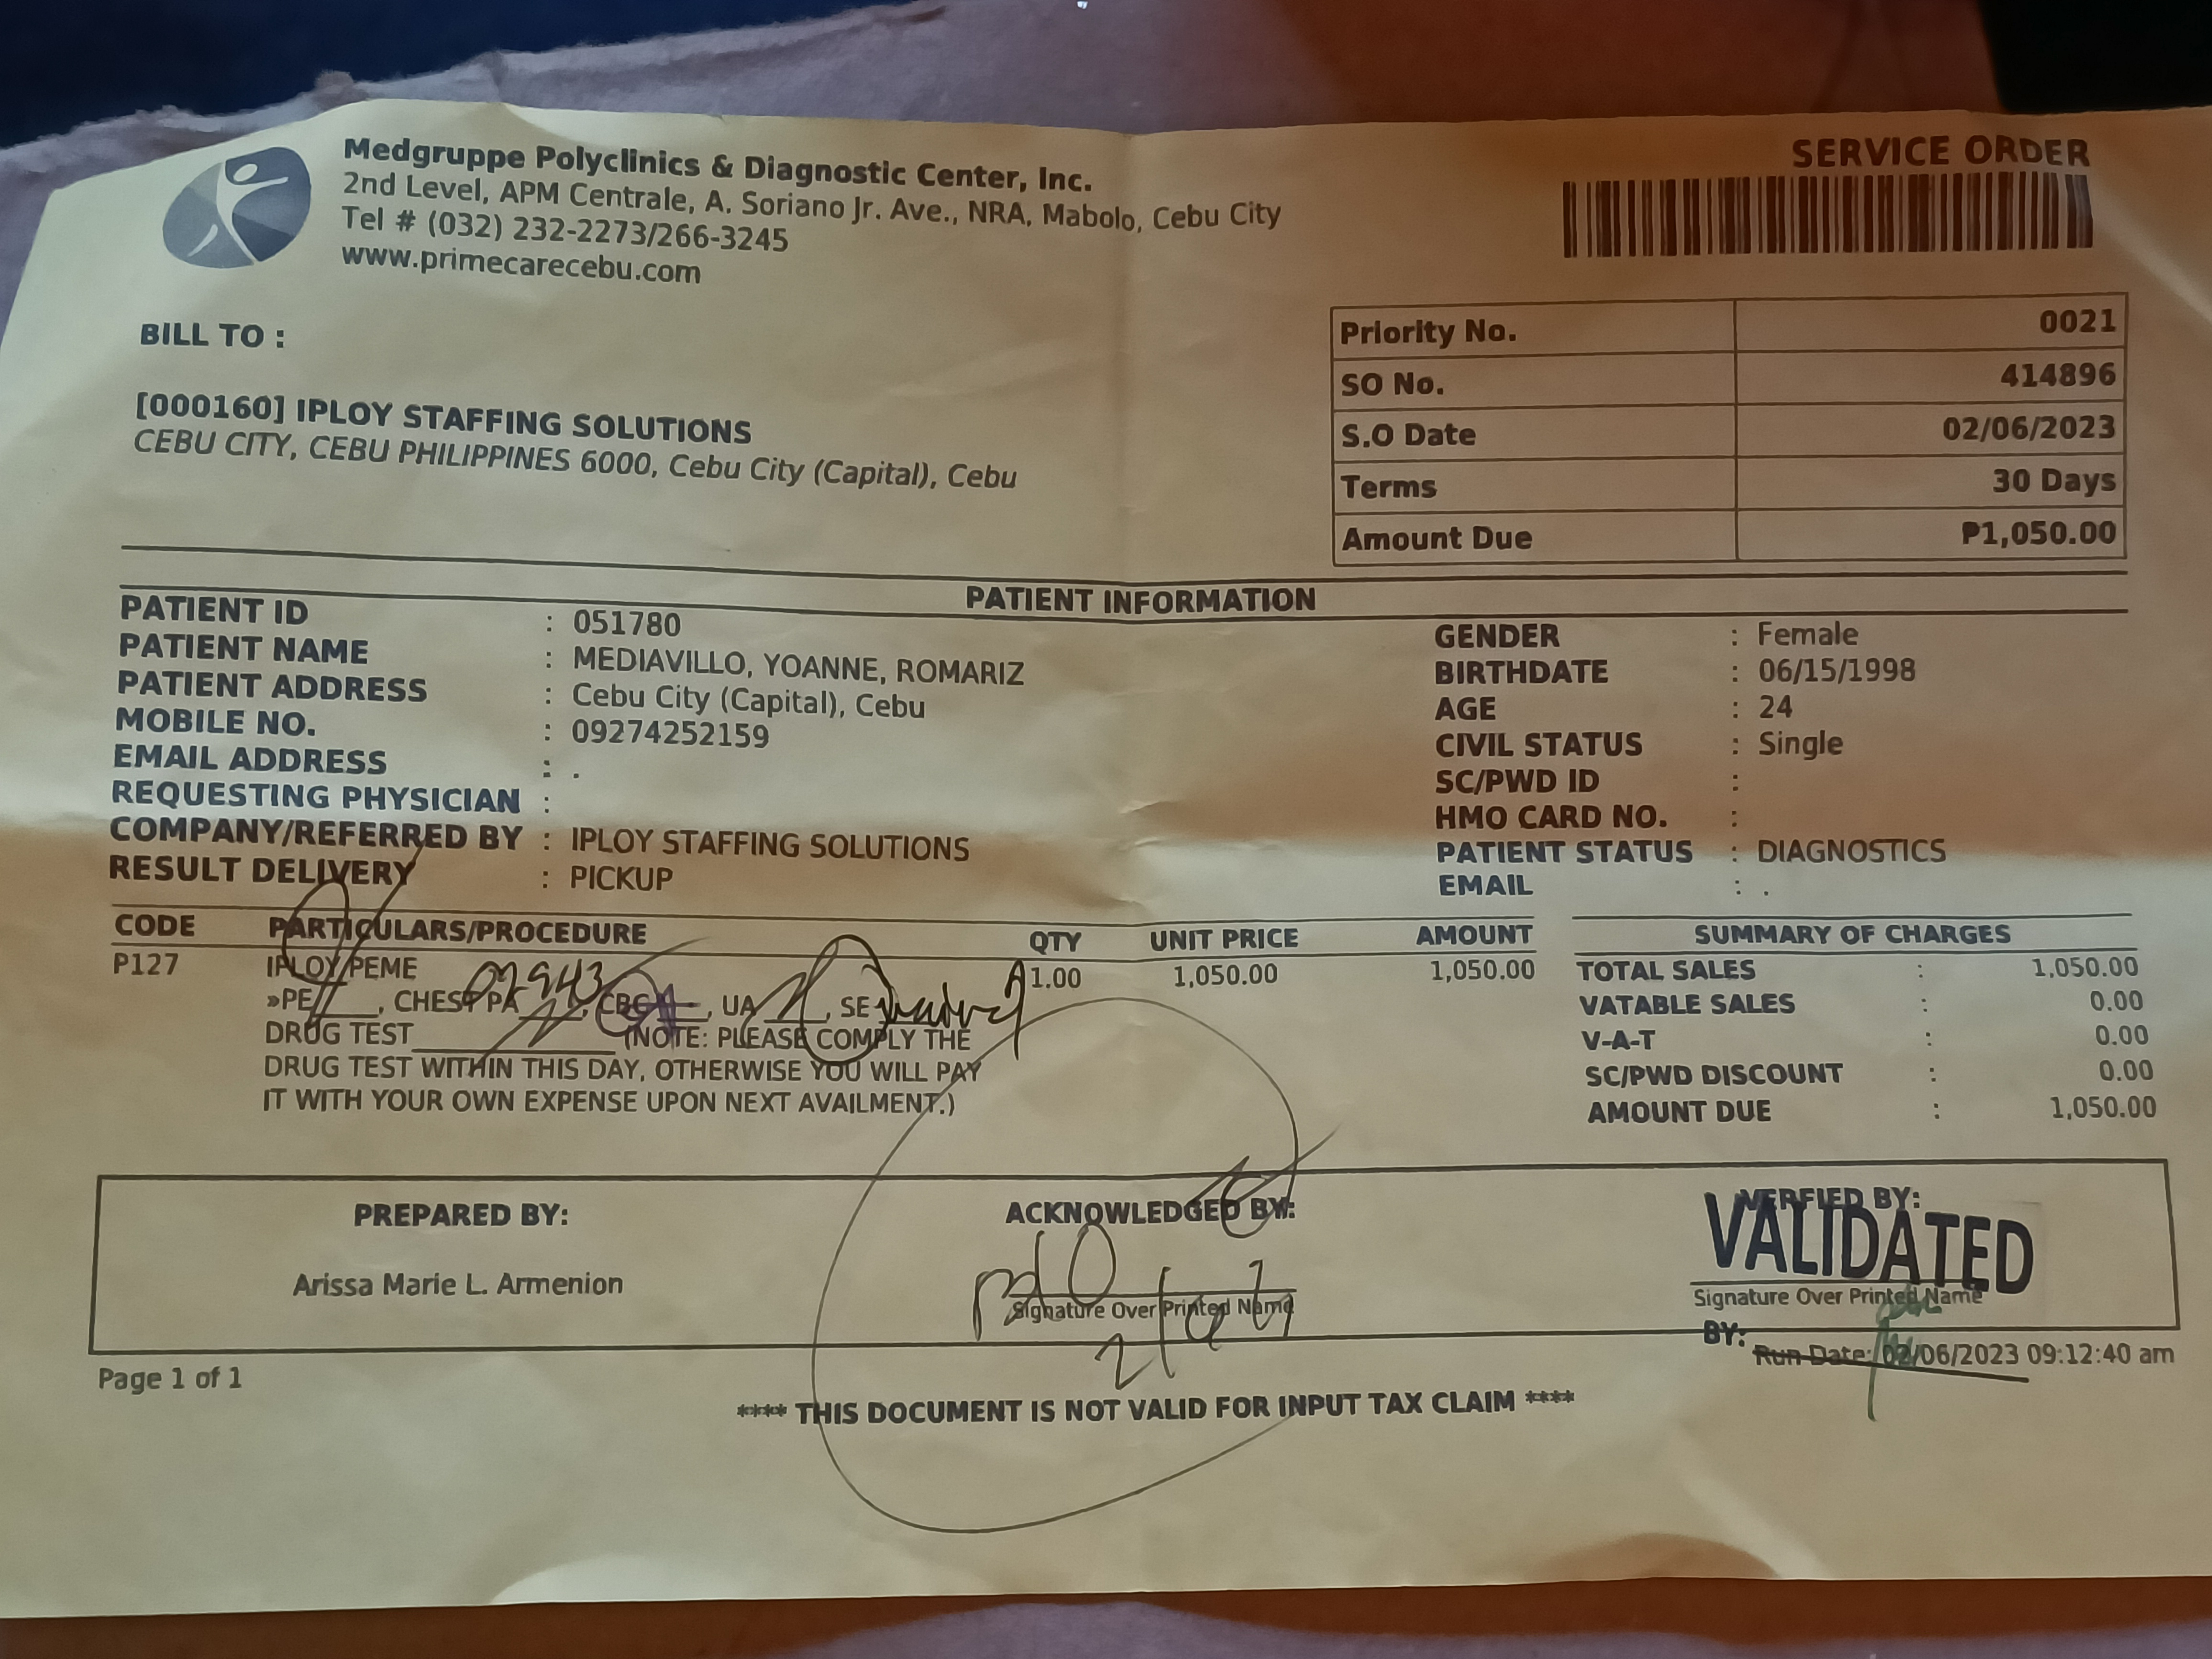 Medgruppe Polyclinics & Diagnostic Center, Inc.
2nd Level, APM Centrale, A. Soriano Jr. Ave., NRA, Mabolo, Cebu City
Tel # (032) 232-2273/266-3245
www.primecarecebu.com
SERVICE ORDER
BILL TO :
[000160] IPLOY STAFFING SOLUTIONS
CEBU CITY, CEBU PHILIPPINES 6000, Cebu City (Capital), Cebu
Priority No. 0021
SO No. 414896
S.O Date 02/06/2023
Terms 30 Days
Amount Due ₱1,050.00
PATIENT INFORMATION
PATIENT ID : 051780
PATIENT NAME : MEDIAVILLO, YOANNE, ROMARIZ
PATIENT ADDRESS : Cebu City (Capital), Cebu
MOBILE NO. : 09274252159
EMAIL ADDRESS : .
REQUESTING PHYSICIAN :
COMPANY/REFERRED BY : IPLOY STAFFING SOLUTIONS
RESULT DELIVERY : PICKUP
GENDER : Female
BIRTHDATE : 06/15/1998
AGE : 24
CIVIL STATUS : Single
SC/PWD ID :
HMO CARD NO. :
PATIENT STATUS : DIAGNOSTICS
EMAIL : .
CODE PARTICULARS/PROCEDURE QTY UNIT PRICE AMOUNT
P127 IPLOY/PEME 1.00 1,050.00 1,050.00
»PE____, CHEST PA____, CBC____, UA____, SE
DRUG TEST____________ (NOTE: PLEASE COMPLY THE
DRUG TEST WITHIN THIS DAY, OTHERWISE YOU WILL PAY
IT WITH YOUR OWN EXPENSE UPON NEXT AVAILMENT.)
SUMMARY OF CHARGES
TOTAL SALES : 1,050.00
VATABLE SALES : 0.00
V-A-T : 0.00
SC/PWD DISCOUNT : 0.00
AMOUNT DUE : 1,050.00
PREPARED BY:
Arissa Marie L. Armenion
ACKNOWLEDGED BY:
Signature Over Printed Name
VERFIED BY:
VALIDATED
Signature Over Printed Name
BY:
Run Date: 02/06/2023 09:12:40 am
Page 1 of 1
**** THIS DOCUMENT IS NOT VALID FOR INPUT TAX CLAIM ****